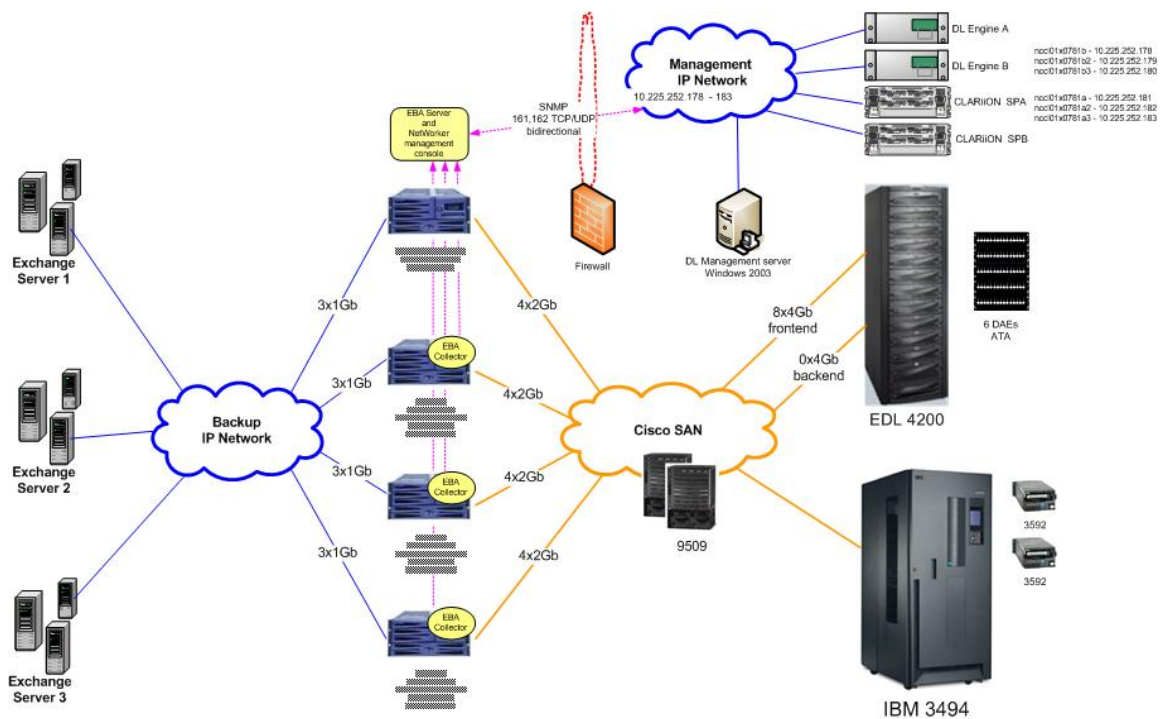 DL Engine A
DL Engine B
nocl01x0781b - 10.225.252.178
nocl01x0781b2 - 10.225.252.179
nocl01x0781b3 - 10.225.252.180
CLARiiON SPA
nocl01x0781a - 10.225.252.181
nocl01x0781a2 - 10.225.252.182
nocl01x0781a3 - 10.225.252.183
CLARiiON SPB
Management
IP Network
10.225.252.178 - 183
SNMP
161,162 TCP/UDP
bidirectional
EBA Server
and
NetWorker
management
console
Firewall
DL Management server
Windows 2003
Exchange
Server 1
3x1Gb
4x2Gb
8x4Gb
frontend
0x4Gb
backend
6 DAEs
ATA
EDL 4200
EBA
Collector
3x1Gb
4x2Gb
Exchange
Server 2
Backup
IP Network
Cisco SAN
3x1Gb
4x2Gb
EBA
Collector
9509
3592
3592
3x1Gb
4x2Gb
EBA
Collector
Exchange
Server 3
IBM 3494